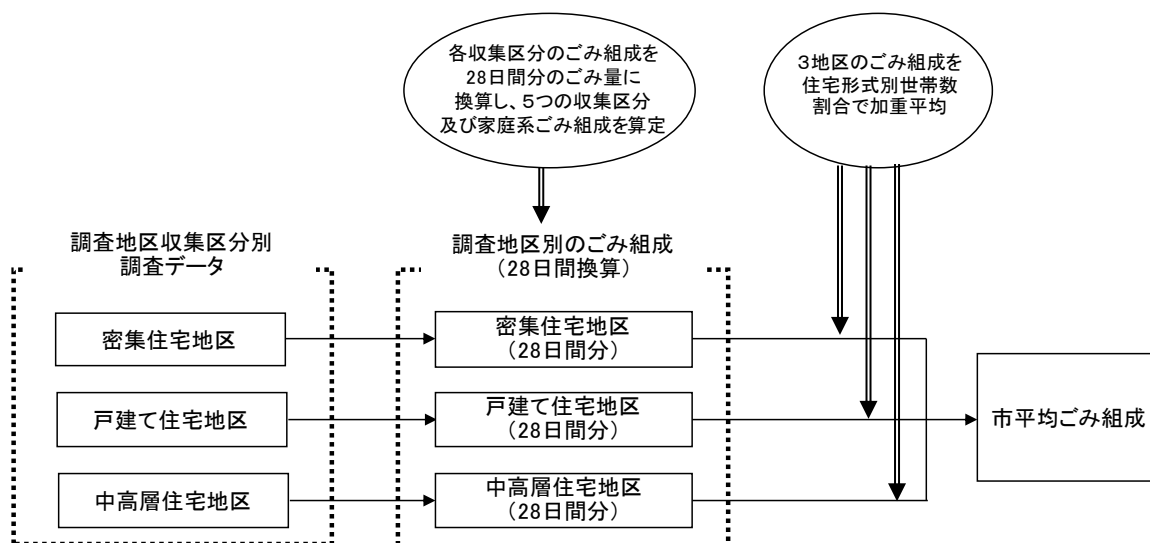 各収集区分のごみ組成を
28日間分のごみ量に
換算し、５つの収集区分
及び家庭系ごみ組成を算定
３地区のごみ組成を
住宅形式別世帯数
割合で加重平均
調査地区収集区分別
調査データ
調査地区別のごみ組成
（28日間換算）
密集住宅地区
密集住宅地区
（28日間分）
戸建て住宅地区
戸建て住宅地区
（28日間分）
市平均ごみ組成
中高層住宅地区
中高層住宅地区
（28日間分）